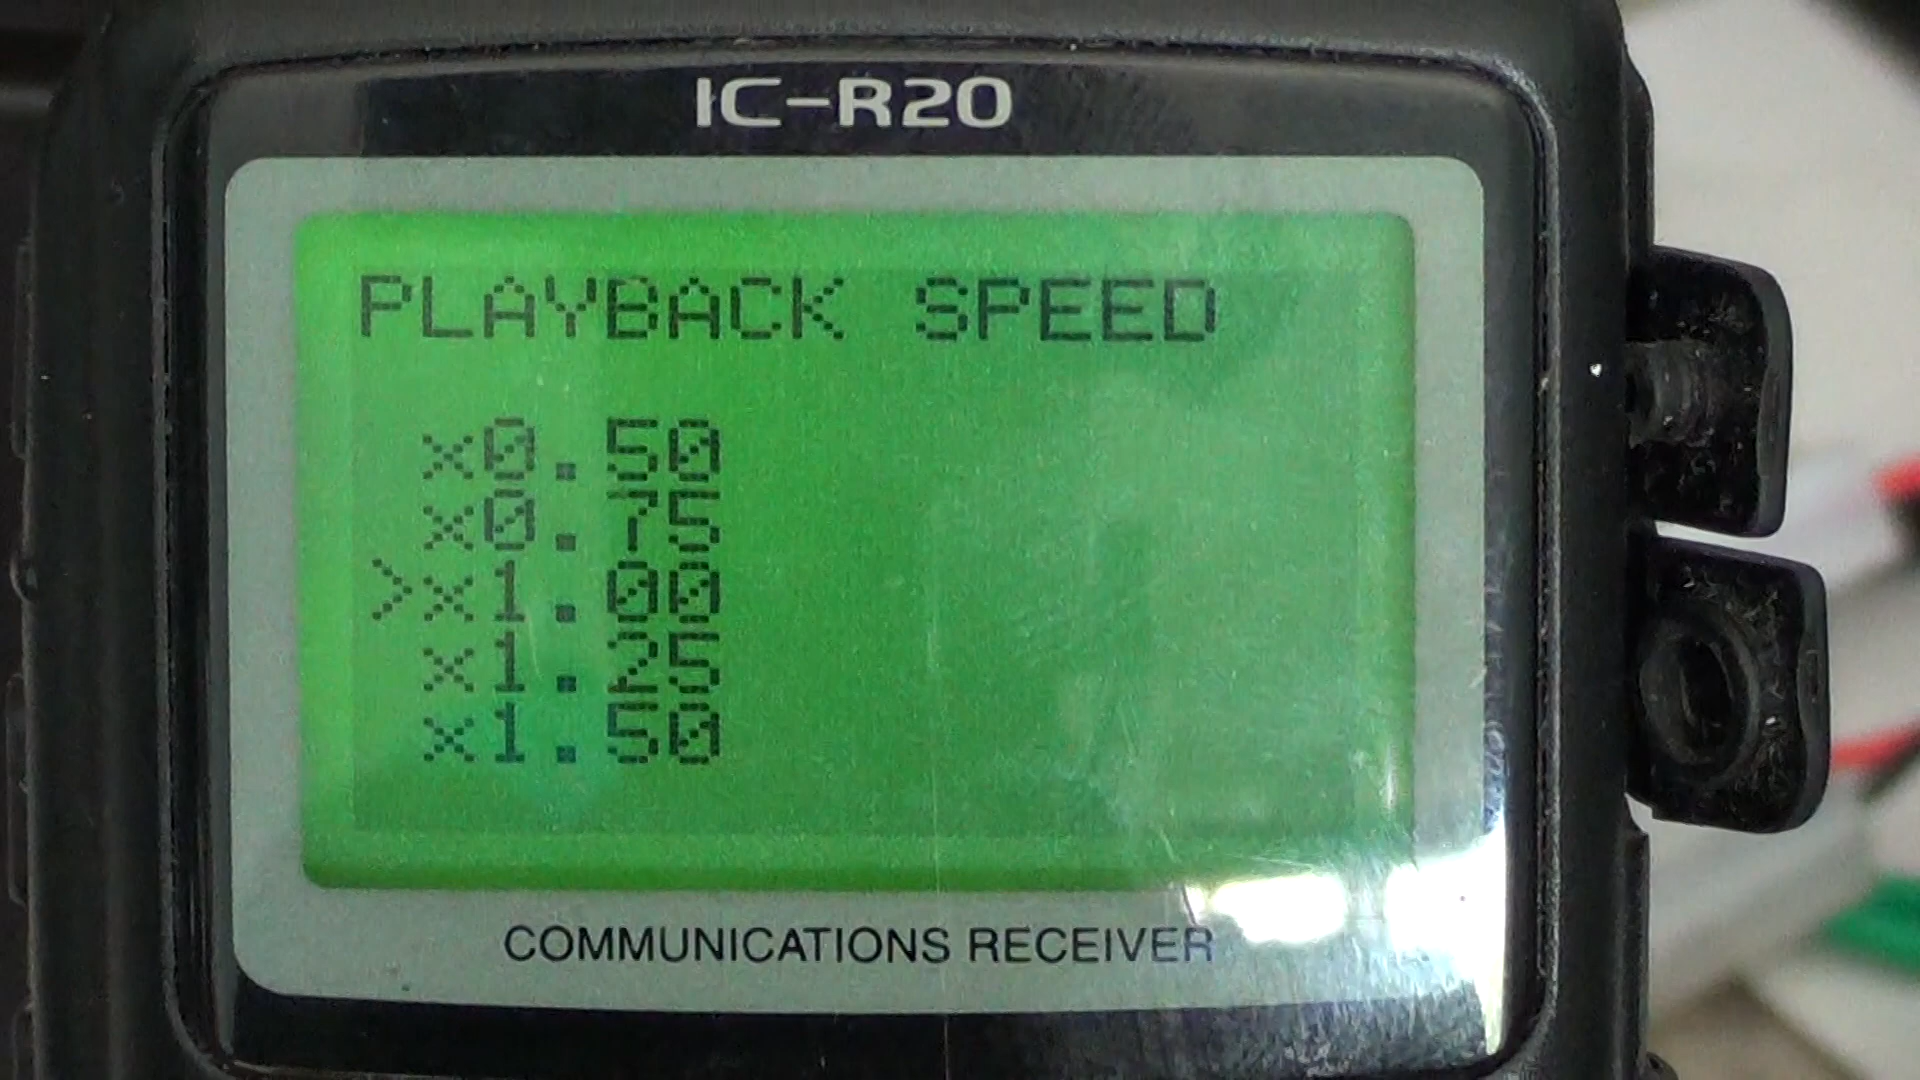 IC-R20
PLAYBACK SPEED
x0.50
x0.75
>x1.00
x1.25
x1.50
COMMUNICATIONS RECEIVER